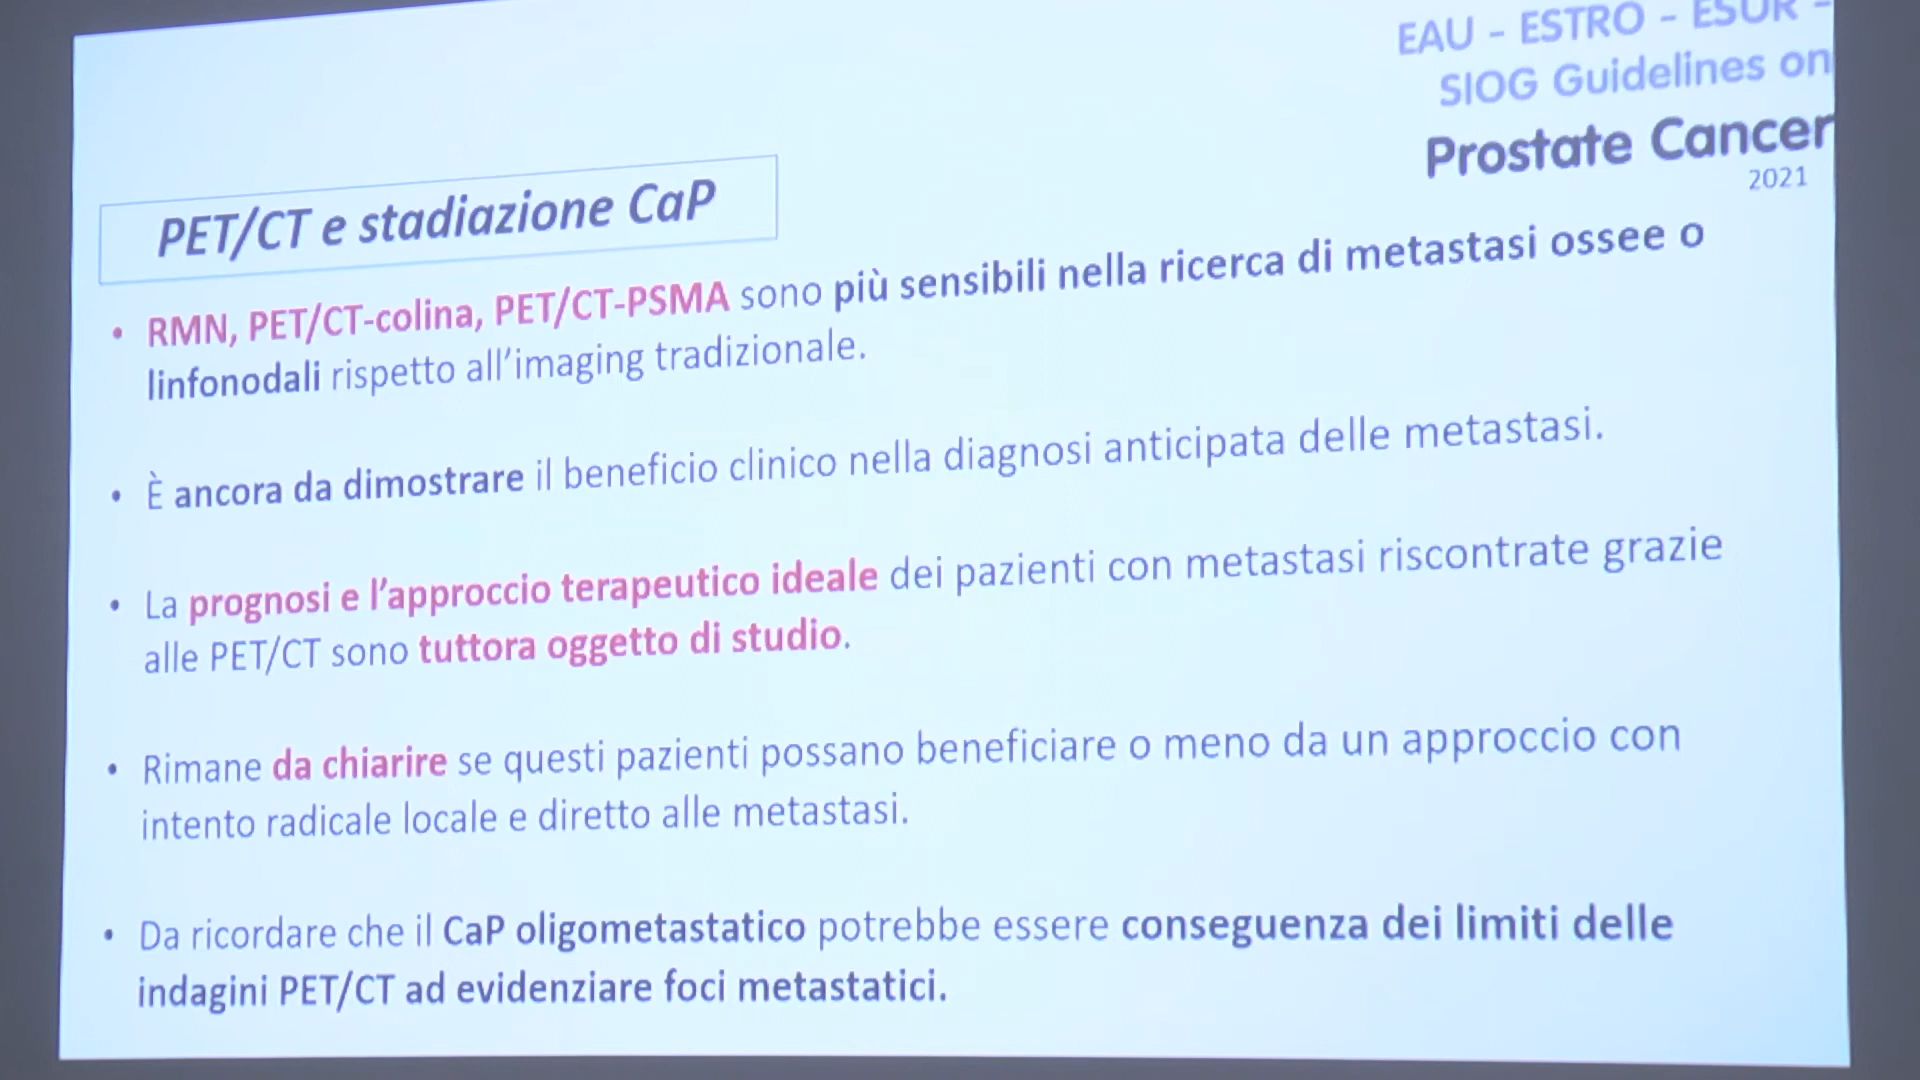 EAU - ESTRO - ESUR -
SIOG Guidelines on
Prostate Cancer
2021
PET/CT e stadiazione CaP
• RMN, PET/CT-colina, PET/CT-PSMA sono più sensibili nella ricerca di metastasi ossee o
linfonodali rispetto all’imaging tradizionale.
• È ancora da dimostrare il beneficio clinico nella diagnosi anticipata delle metastasi.
• La prognosi e l’approccio terapeutico ideale dei pazienti con metastasi riscontrate grazie
alle PET/CT sono tuttora oggetto di studio.
• Rimane da chiarire se questi pazienti possano beneficiare o meno da un approccio con
intento radicale locale e diretto alle metastasi.
• Da ricordare che il CaP oligometastatico potrebbe essere conseguenza dei limiti delle
indagini PET/CT ad evidenziare foci metastatici.